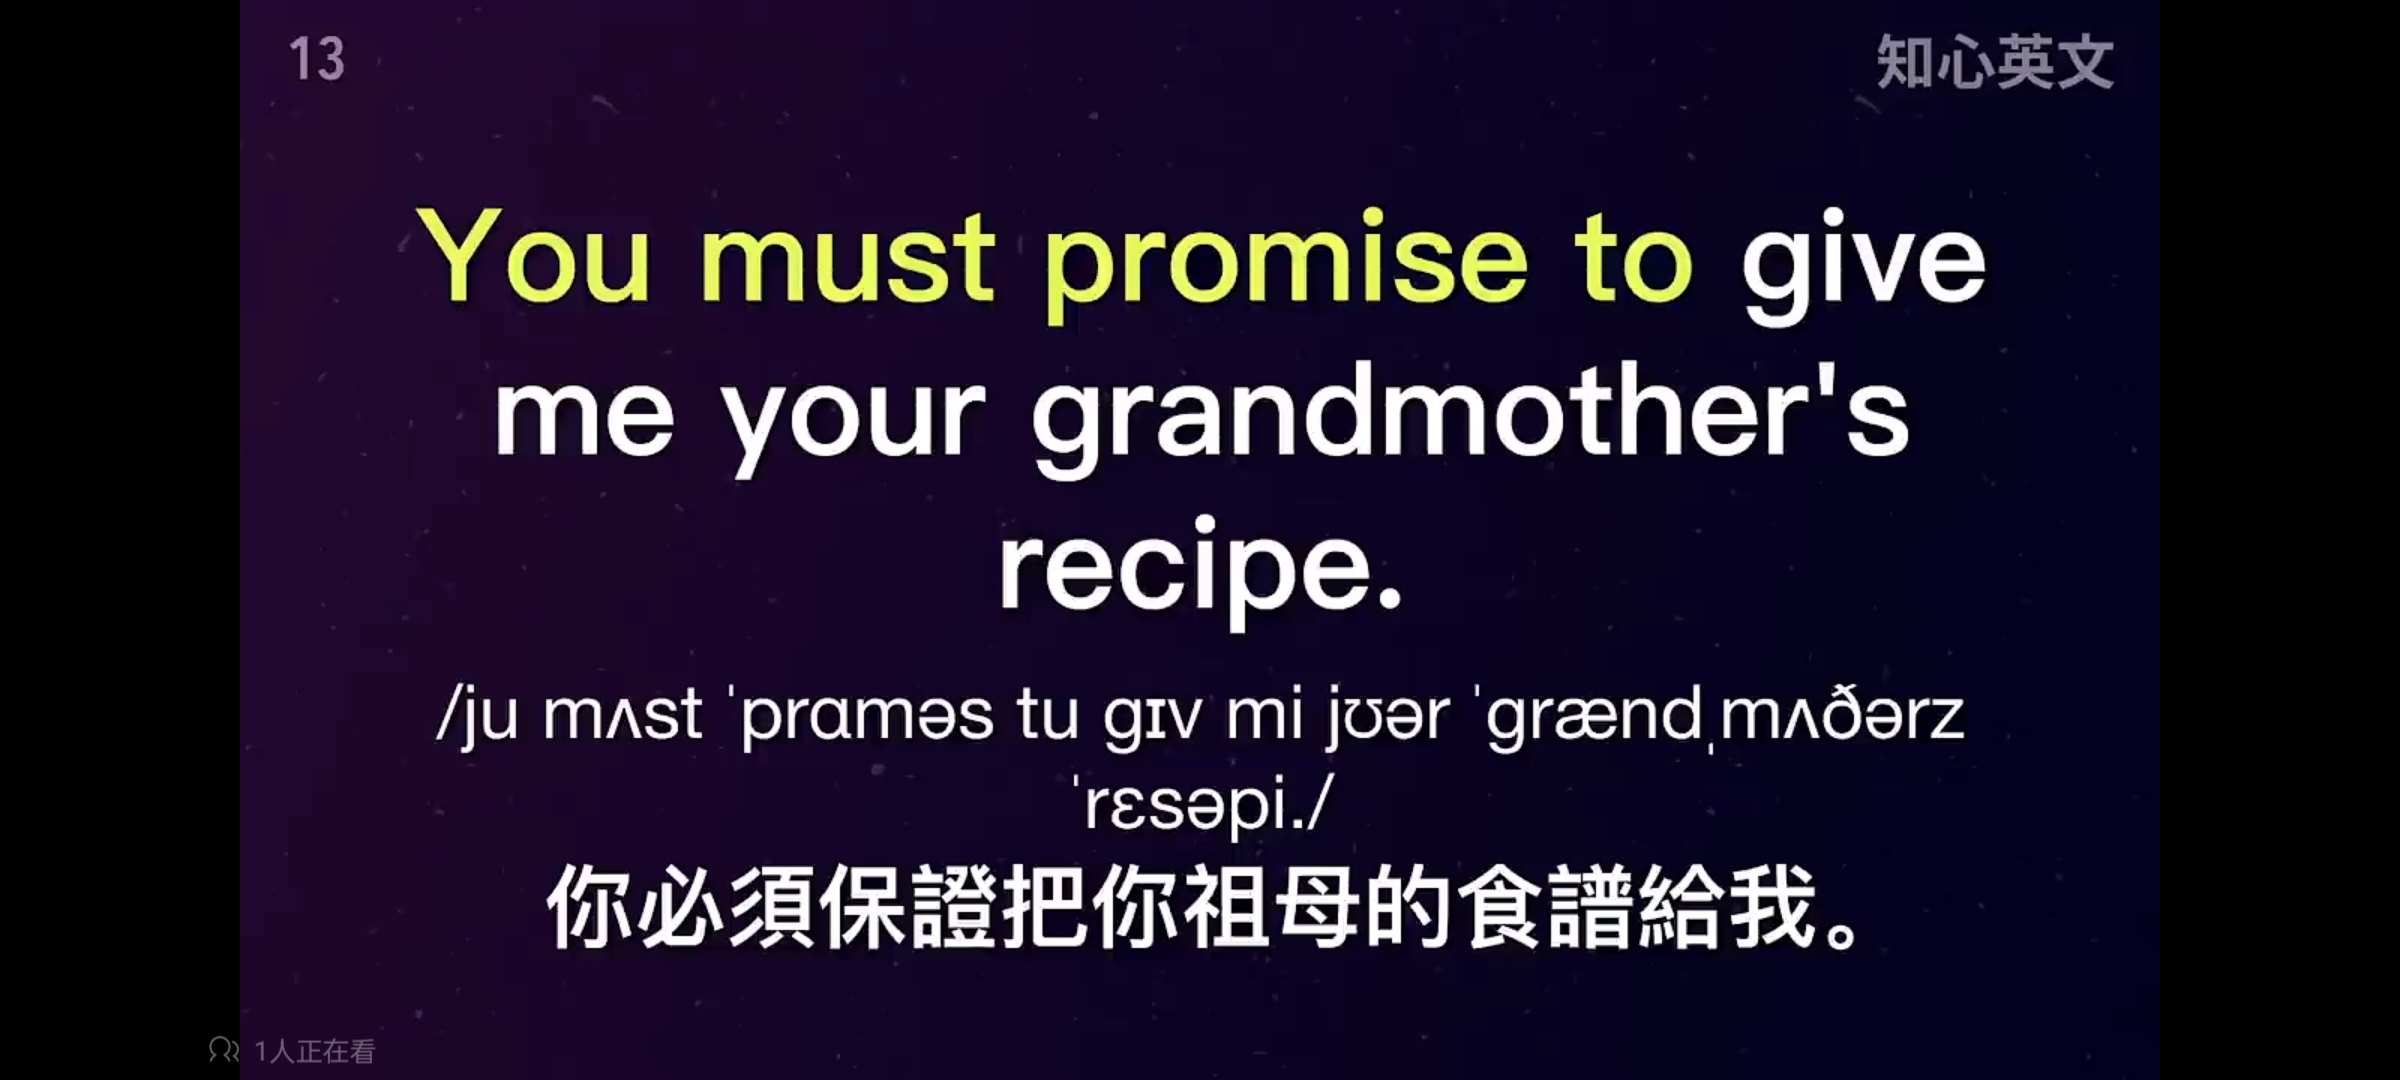 13
知心英文
You must promise to give
me your grandmother's
recipe.
/ju mʌst ˈprɑməs tu gɪv mi jʊər ˈgrændˌmʌðərz
ˈrɛsəpi./
你必須保證把你祖母的食譜給我。
1人正在看